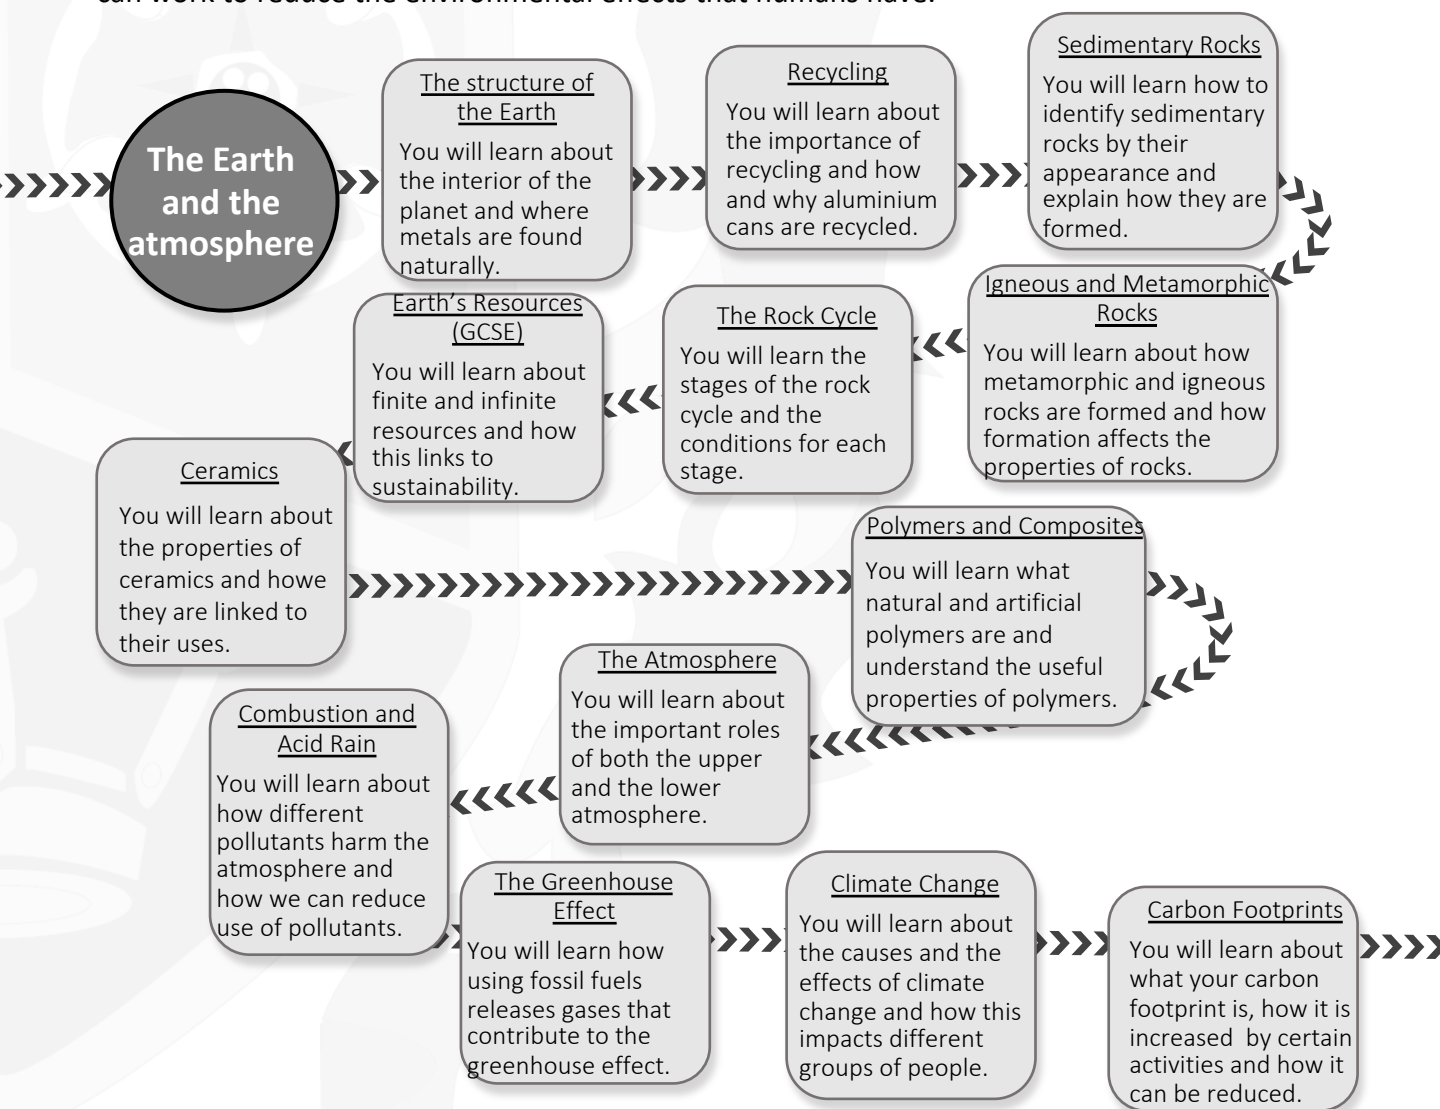 can work to reduce the environmental effects that humans have.
The Earth
and the
atmosphere
The structure of
the Earth
You will learn about
the interior of the
planet and where
metals are found
naturally.
Recycling
You will learn about
the importance of
recycling and how
and why aluminium
cans are recycled.
Sedimentary Rocks
You will learn how to
identify sedimentary
rocks by their
appearance and
explain how they are
formed.
Igneous and Metamorphic
Rocks
You will learn about how
metamorphic and igneous
rocks are formed and how
formation affects the
properties of rocks.
The Rock Cycle
You will learn the
stages of the rock
cycle and the
conditions for each
stage.
Earth's Resources
(GCSE)
You will learn about
finite and infinite
resources and how
this links to
sustainability.
Ceramics
You will learn about
the properties of
ceramics and howe
they are linked to
their uses.
Polymers and Composites
You will learn what
natural and artificial
polymers are and
understand the useful
properties of polymers.
The Atmosphere
You will learn about
the important roles
of both the upper
and the lower
atmosphere.
Combustion and
Acid Rain
You will learn about
how different
pollutants harm the
atmosphere and
how we can reduce
use of pollutants.
The Greenhouse
Effect
You will learn how
using fossil fuels
releases gases that
contribute to the
greenhouse effect.
Climate Change
You will learn about
the causes and the
effects of climate
change and how this
impacts different
groups of people.
Carbon Footprints
You will learn about
what your carbon
footprint is, how it is
increased  by certain
activities and how it
can be reduced.